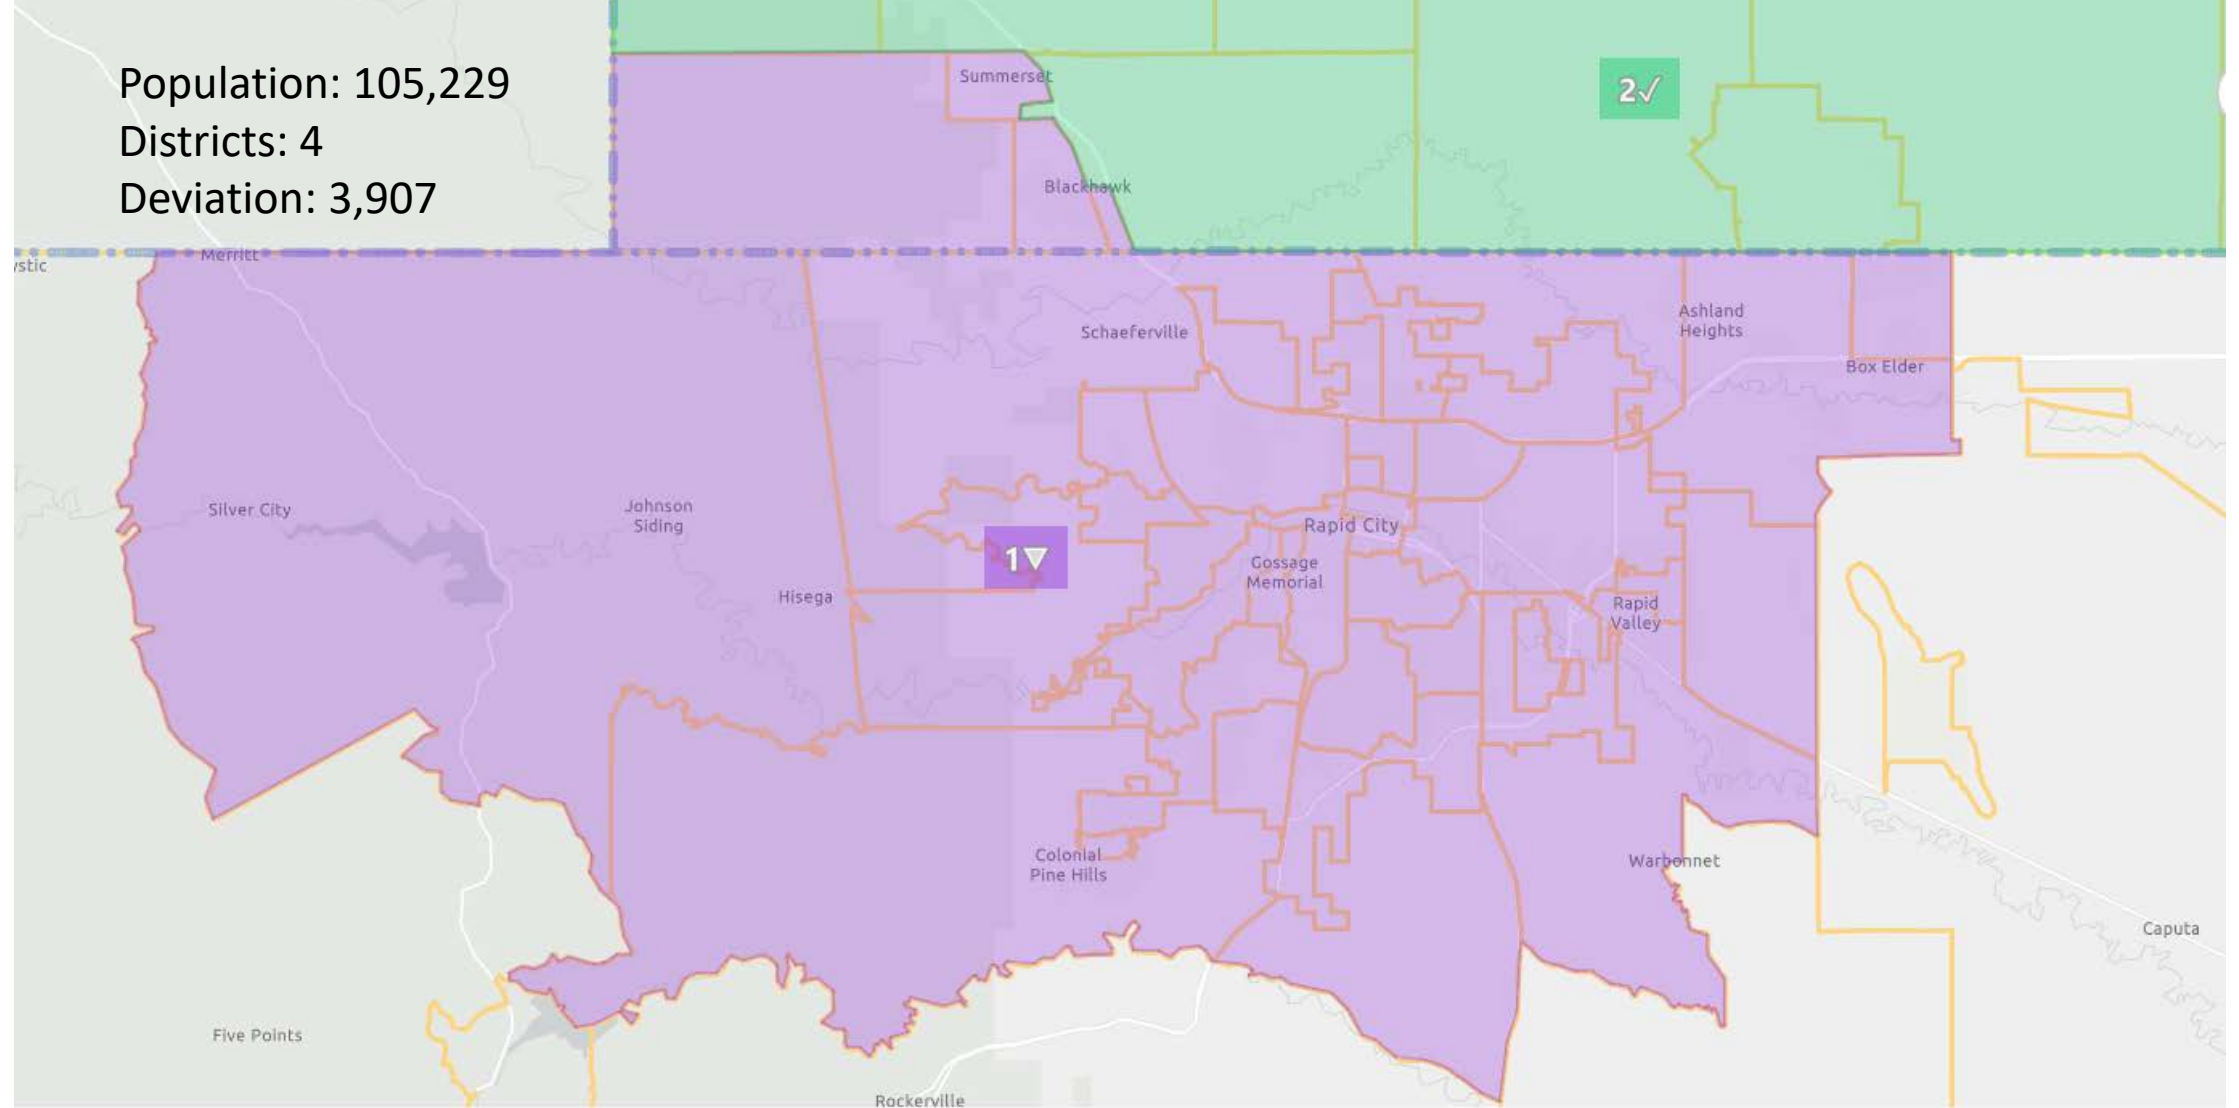 Population: 105,229
Districts: 4
Deviation: 3,907
Summerset
2✓
Blackhawk
Merritt
ystic
Schaeferville
Ashland
Heights
Box Elder
Silver City
Johnson
Siding
Rapid City
1▼
Gossage
Memorial
Hisega
Rapid
Valley
Colonial
Pine Hills
Warbonnet
Caputa
Five Points
Rockerville